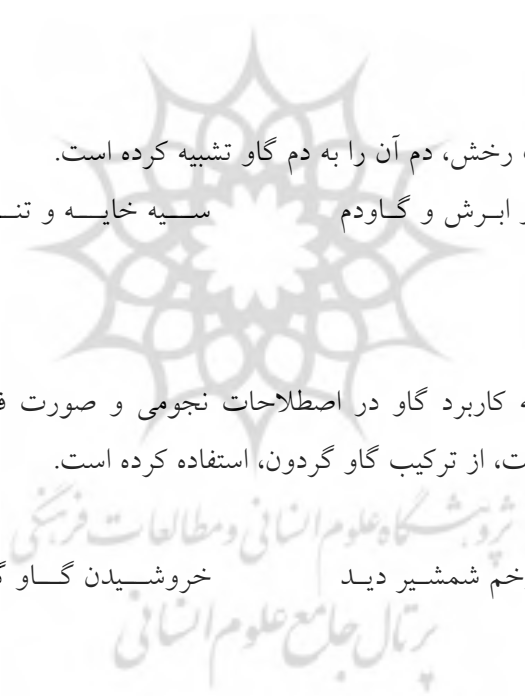 رخش، دم آن را به دم گاو تشبیه کرده است.
ابرش و گاودم سیه خایه و
کاربرد گاو در اصطلاحات نجومی و صورت
از ترکیب گاو گردون، استفاده کرده است.
پژوهشگاه علوم انسانی و مطالعات فرهنگی
خم شمشیر دید خروشیدن گاو
پرتال جامع علوم انسانی